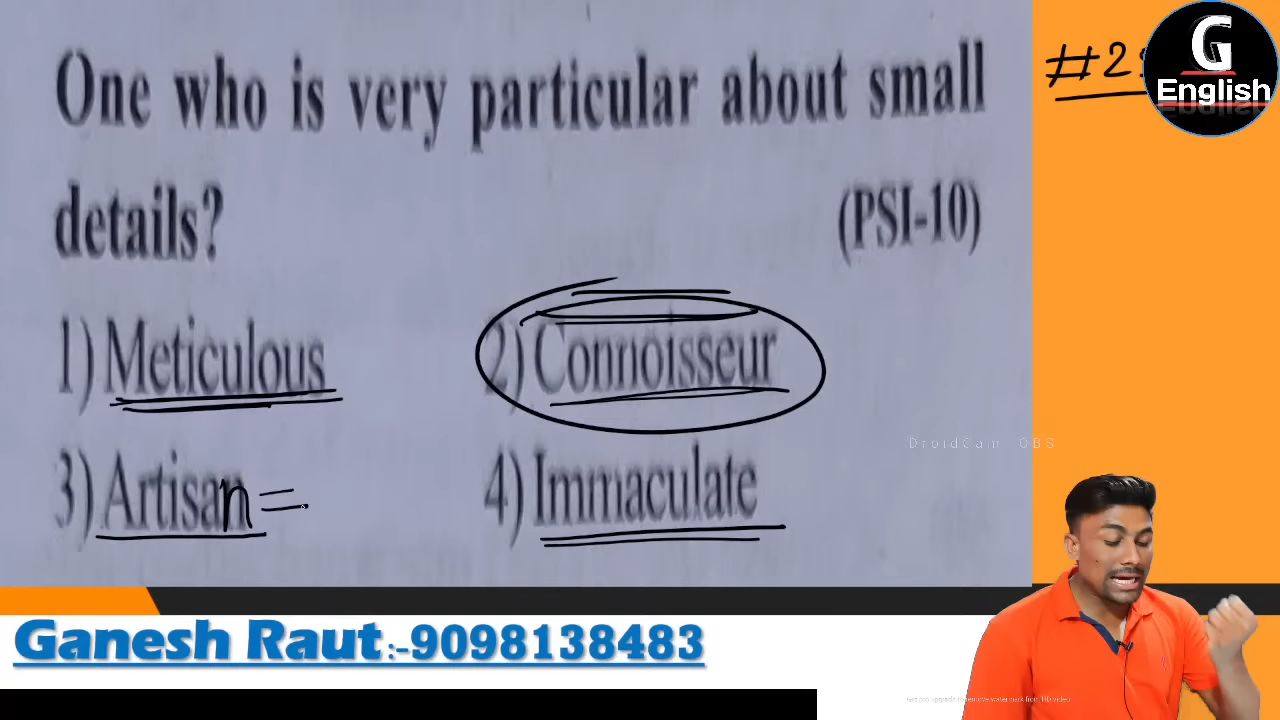 One who is very particular about small
details? (PSI-10)
1) Meticulous 2) Connoisseur
3) Artisan = 4) Immaculate
#2
G
English
DroidCam OBS
Ganesh Raut:-9098138483